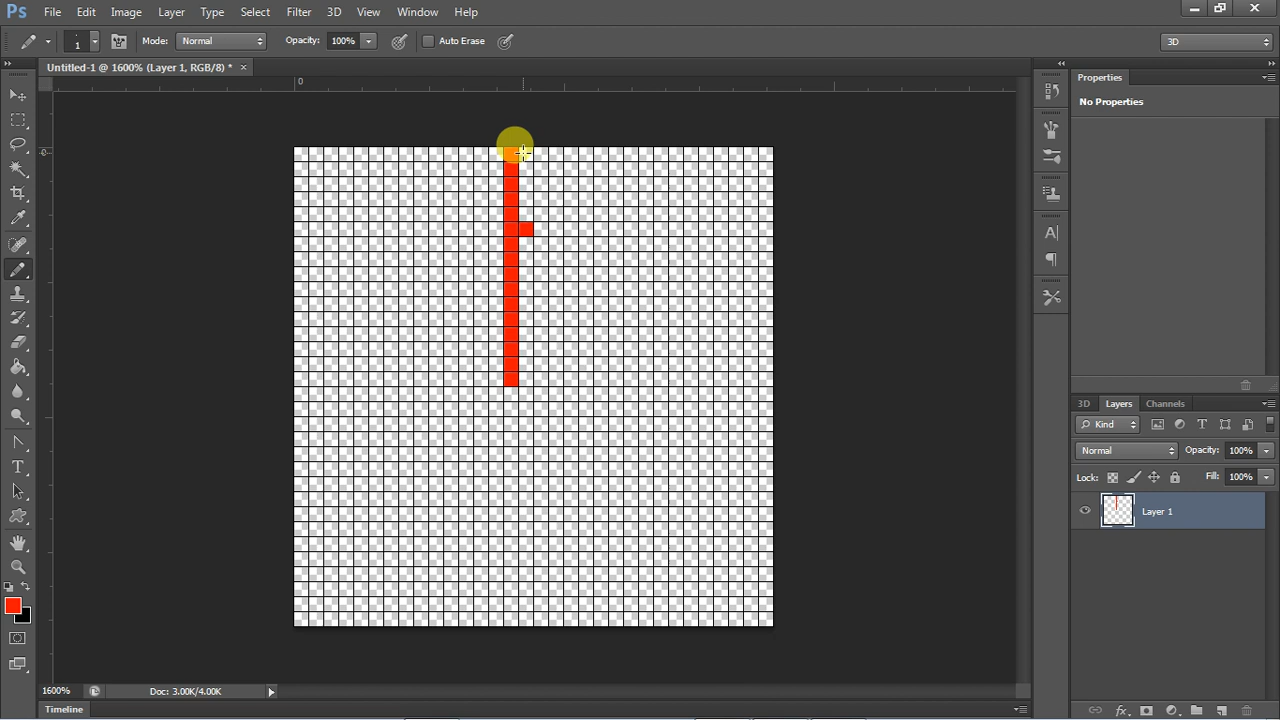 Ps File Edit Image Layer Type Select Filter 3D View Window Help
1 Mode: Normal Opacity: 100% Auto Erase 3D
Untitled-1 @ 1600% (Layer 1, RGB/8) * ×
0
0
Properties
No Properties
3D Layers Channels
Kind
Normal Opacity: 100%
Lock: Fill: 100%
Layer 1
1600% Doc: 3.00K/4.00K
Timeline